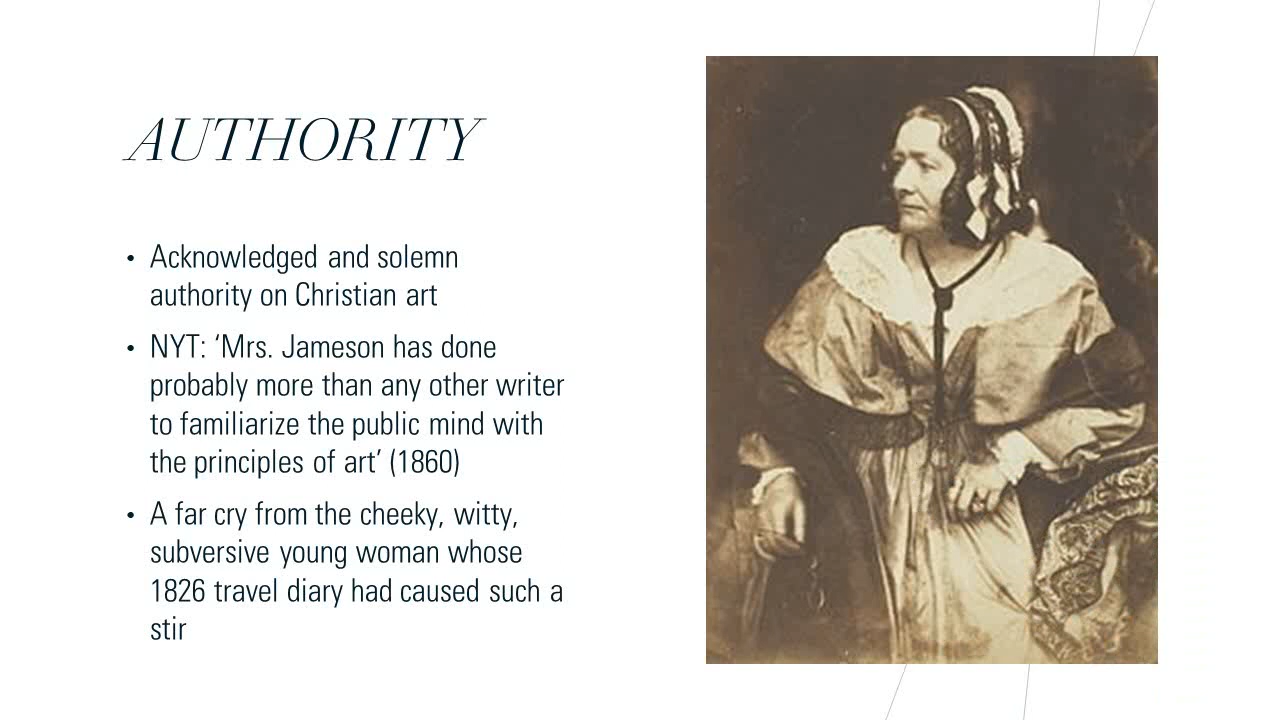 AUTHORITY
• Acknowledged and solemn
authority on Christian art
• NYT: ‘Mrs. Jameson has done
probably more than any other writer
to familiarize the public mind with
the principles of art’ (1860)
• A far cry from the cheeky, witty,
subversive young woman whose
1826 travel diary had caused such a
stir